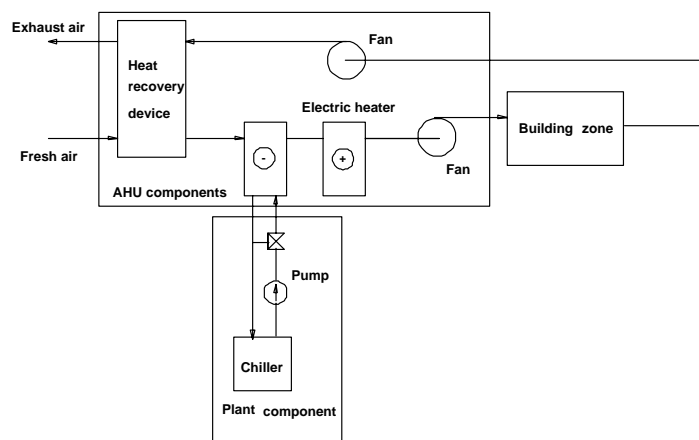 Exhaust air
Fan
Heat
recovery
device
Electric heater
Building zone
-
+
Fresh air
Fan
AHU components
Pump
Chiller
Plant component